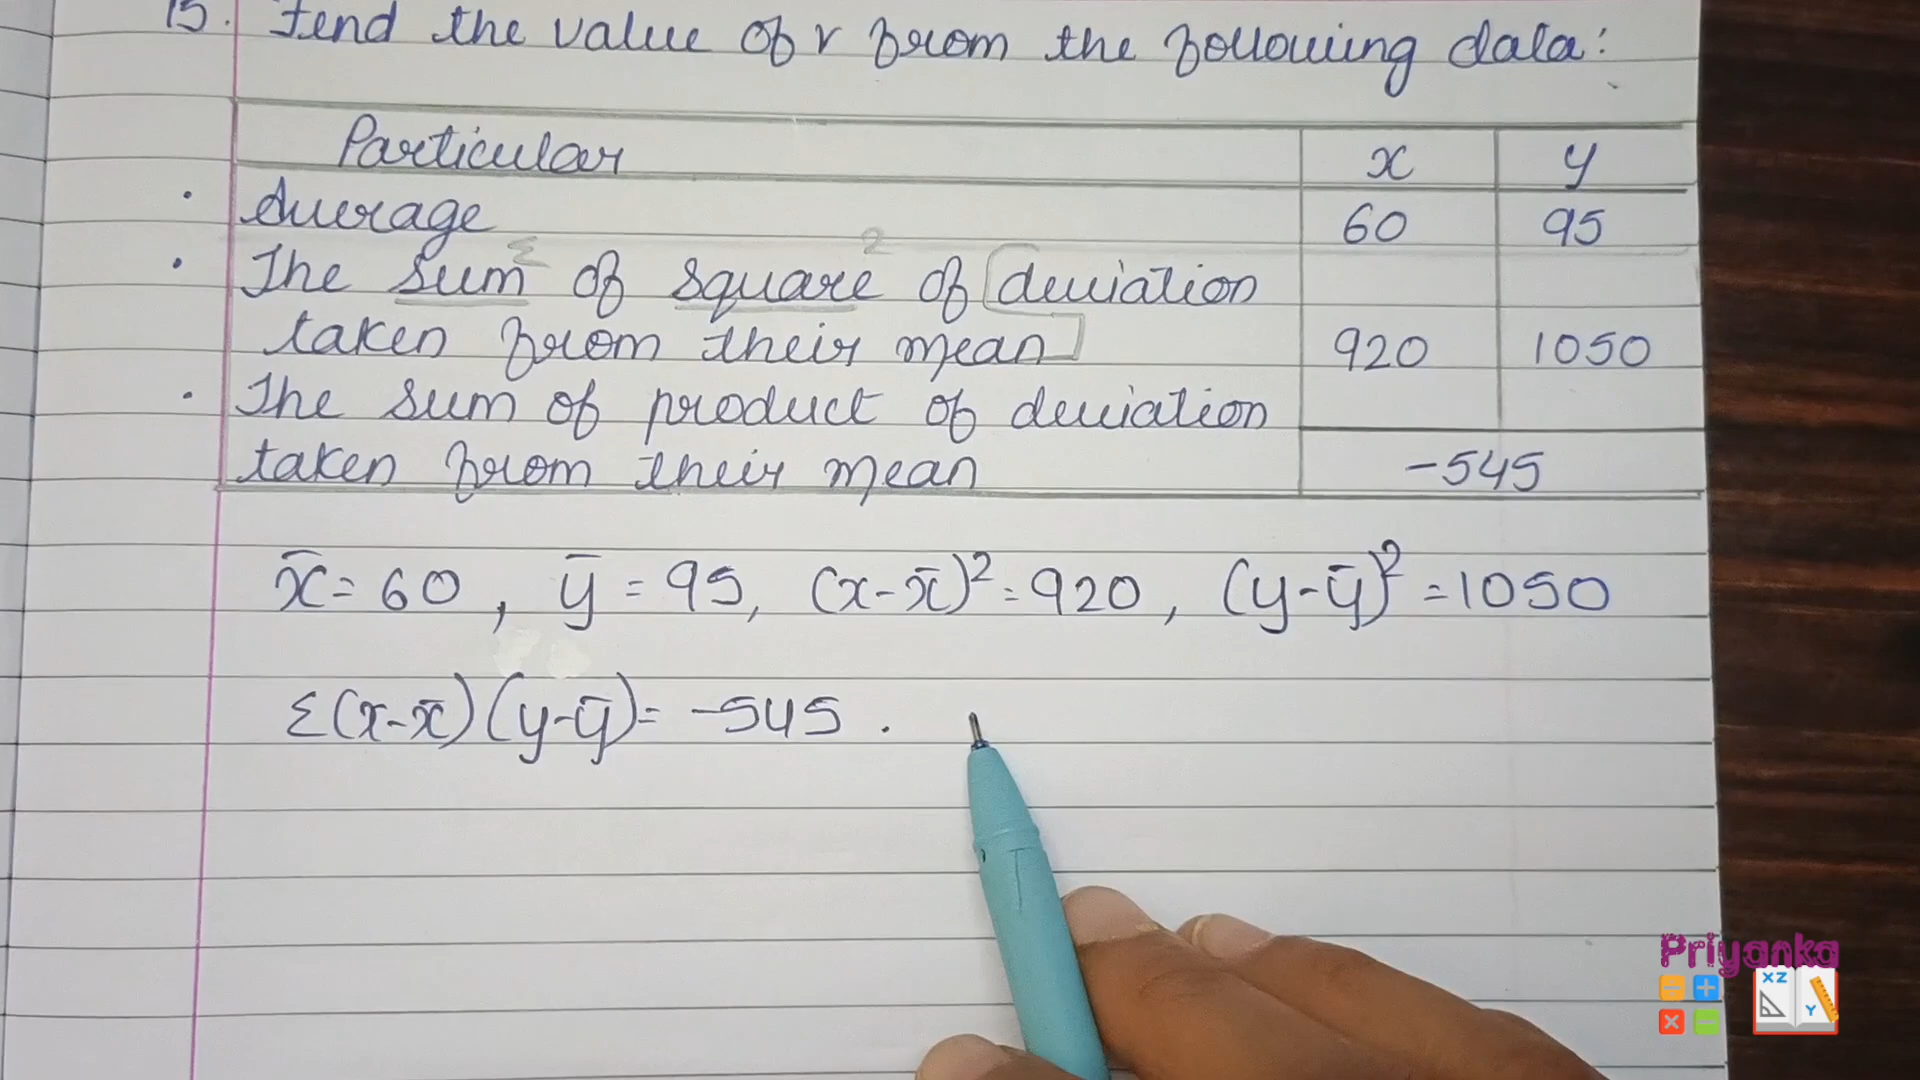 15. Find the value of r from the following data:
Particular x y
Average 60 95
The sum Σ of square 2 of deviation
taken from their mean 920 1050
The sum of product of deviation
taken from their mean -545
x̄ = 60, ȳ = 95, (x-x̄)² = 920, (y-ȳ)² = 1050
Σ(x-x̄)(y-ȳ) = -545.
Priyanka
XZ
Y